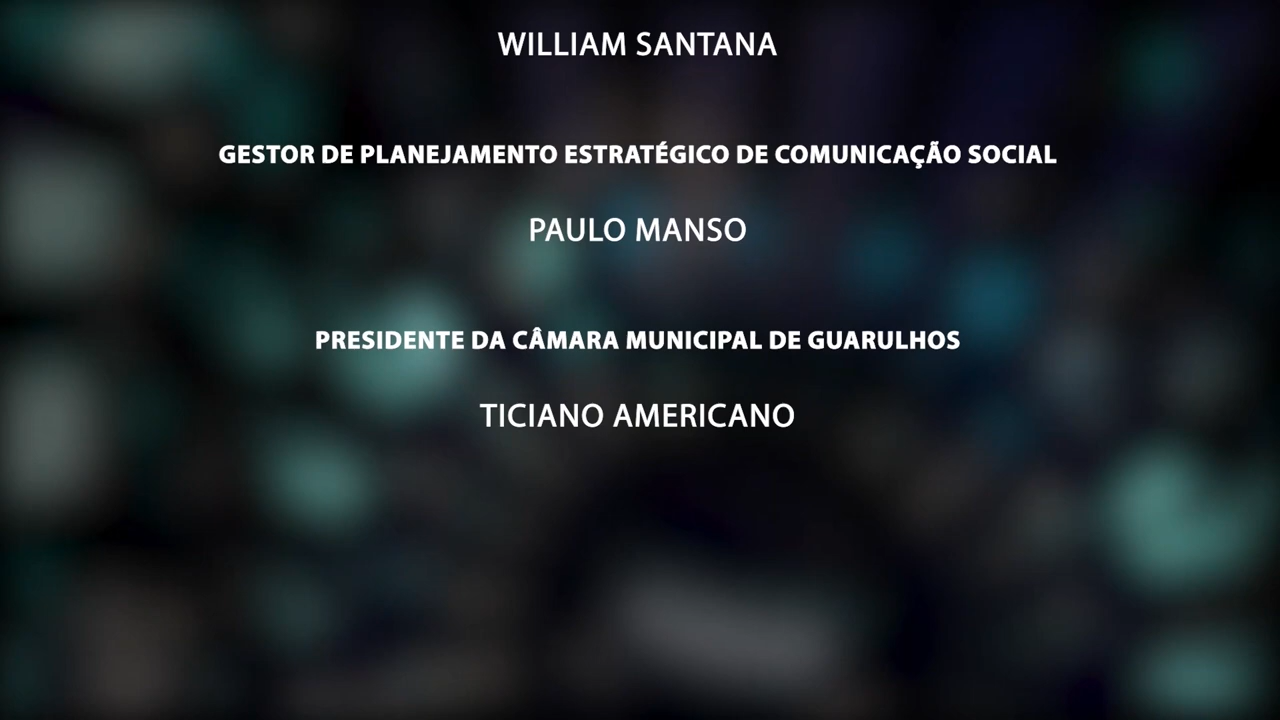 WILLIAM SANTANA
GESTOR DE PLANEJAMENTO ESTRATÉGICO DE COMUNICAÇÃO SOCIAL
PAULO MANSO
PRESIDENTE DA CÂMARA MUNICIPAL DE GUARULHOS
TICIANO AMERICANO